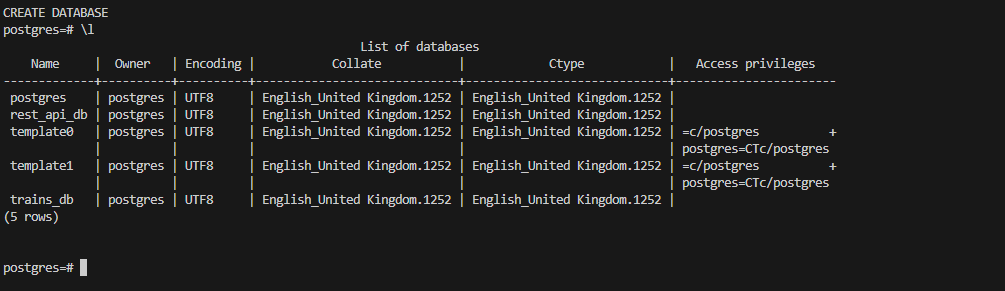 CREATE DATABASE
postgres=# \l
                                               List of databases
    Name     |  Owner   | Encoding |          Collate           |           Ctype            |   Access privileges
-------------+----------+----------+----------------------------+----------------------------+-----------------------
 postgres    | postgres | UTF8     | English_United Kingdom.1252 | English_United Kingdom.1252 |
 rest_api_db | postgres | UTF8     | English_United Kingdom.1252 | English_United Kingdom.1252 |
 template0   | postgres | UTF8     | English_United Kingdom.1252 | English_United Kingdom.1252 | =c/postgres          +
             |          |          |                             |                             | postgres=CTc/postgres
 template1   | postgres | UTF8     | English_United Kingdom.1252 | English_United Kingdom.1252 | =c/postgres          +
             |          |          |                             |                             | postgres=CTc/postgres
 trains_db   | postgres | UTF8     | English_United Kingdom.1252 | English_United Kingdom.1252 |
(5 rows)
postgres=#